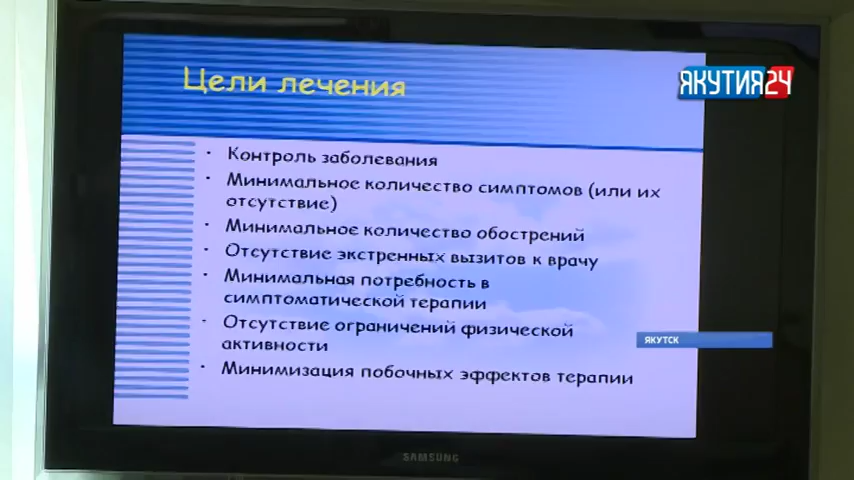 Цели лечения
ЯКУТИЯ24
· Контроль заболевания
· Минимальное количество симптомов (или их
отсутствие)
· Минимальное количество обострений
· Отсутствие экстренных вызитов к врачу
· Минимальная потребность в
симптоматической терапии
· Отсутствие ограничений физической
активности
ЯКУТСК
· Минимизация побочных эффектов терапии
SAMSUNG